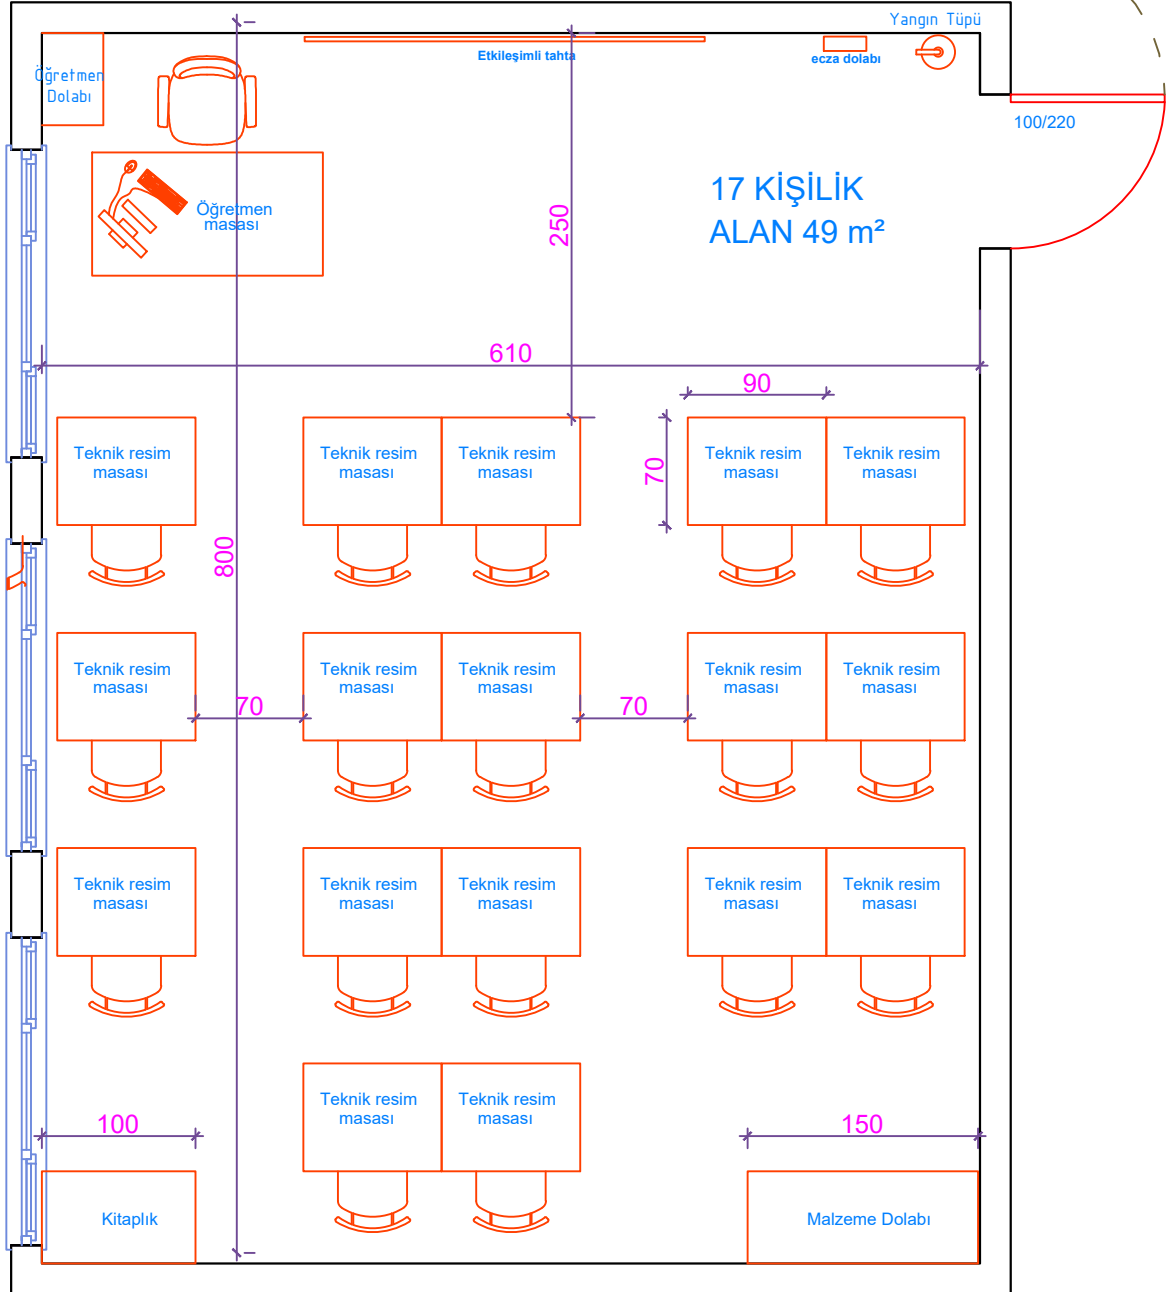 Yangın Tüpü
Etkileşimli tahta
ecza dolabı
Öğretmen
Dolabı
100/220
17 KİŞİLİK
ALAN 49 m²
Öğretmen
masası
250
610
90
Teknik resim
masası
Teknik resim
masası
Teknik resim
masası
70
Teknik resim
masası
Teknik resim
masası
800
Teknik resim
masası
Teknik resim
masası
Teknik resim
masası
Teknik resim
masası
Teknik resim
masası
70
70
Teknik resim
masası
Teknik resim
masası
Teknik resim
masası
Teknik resim
masası
Teknik resim
masası
Teknik resim
masası
Teknik resim
masası
100
150
Kitaplık
Malzeme Dolabı